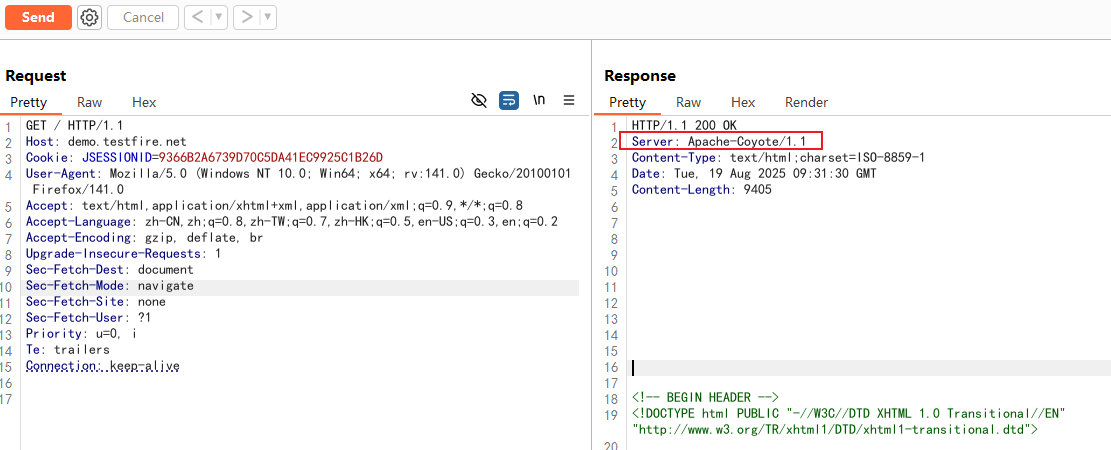 Send Cancel < >
Request
Pretty Raw Hex \n
1 GET / HTTP/1.1
2 Host: demo.testfire.net
3 Cookie: JSESSIONID=9366B2A6739D70C5DA41EC9925C1B26D
4 User-Agent: Mozilla/5.0 (Windows NT 10.0; Win64; x64; rv:141.0) Gecko/20100101
Firefox/141.0
5 Accept: text/html,application/xhtml+xml,application/xml;q=0.9,*/*;q=0.8
6 Accept-Language: zh-CN,zh;q=0.8,zh-TW;q=0.7,zh-HK;q=0.5,en-US;q=0.3,en;q=0.2
7 Accept-Encoding: gzip, deflate, br
8 Upgrade-Insecure-Requests: 1
9 Sec-Fetch-Dest: document
10 Sec-Fetch-Mode: navigate
11 Sec-Fetch-Site: none
12 Sec-Fetch-User: ?1
13 Priority: u=0, i
14 Te: trailers
15 Connection: keep-alive
16
17
Response
Pretty Raw Hex Render
1 HTTP/1.1 200 OK
2 Server: Apache-Coyote/1.1
3 Content-Type: text/html;charset=ISO-8859-1
4 Date: Tue, 19 Aug 2025 09:31:30 GMT
5 Content-Length: 9405
6
7
8
9
10
11
12
13
14
15
16
17
18 <!-- BEGIN HEADER -->
19 <!DOCTYPE html PUBLIC "-//W3C//DTD XHTML 1.0 Transitional//EN"
"http://www.w3.org/TR/xhtml1/DTD/xhtml1-transitional.dtd">
20